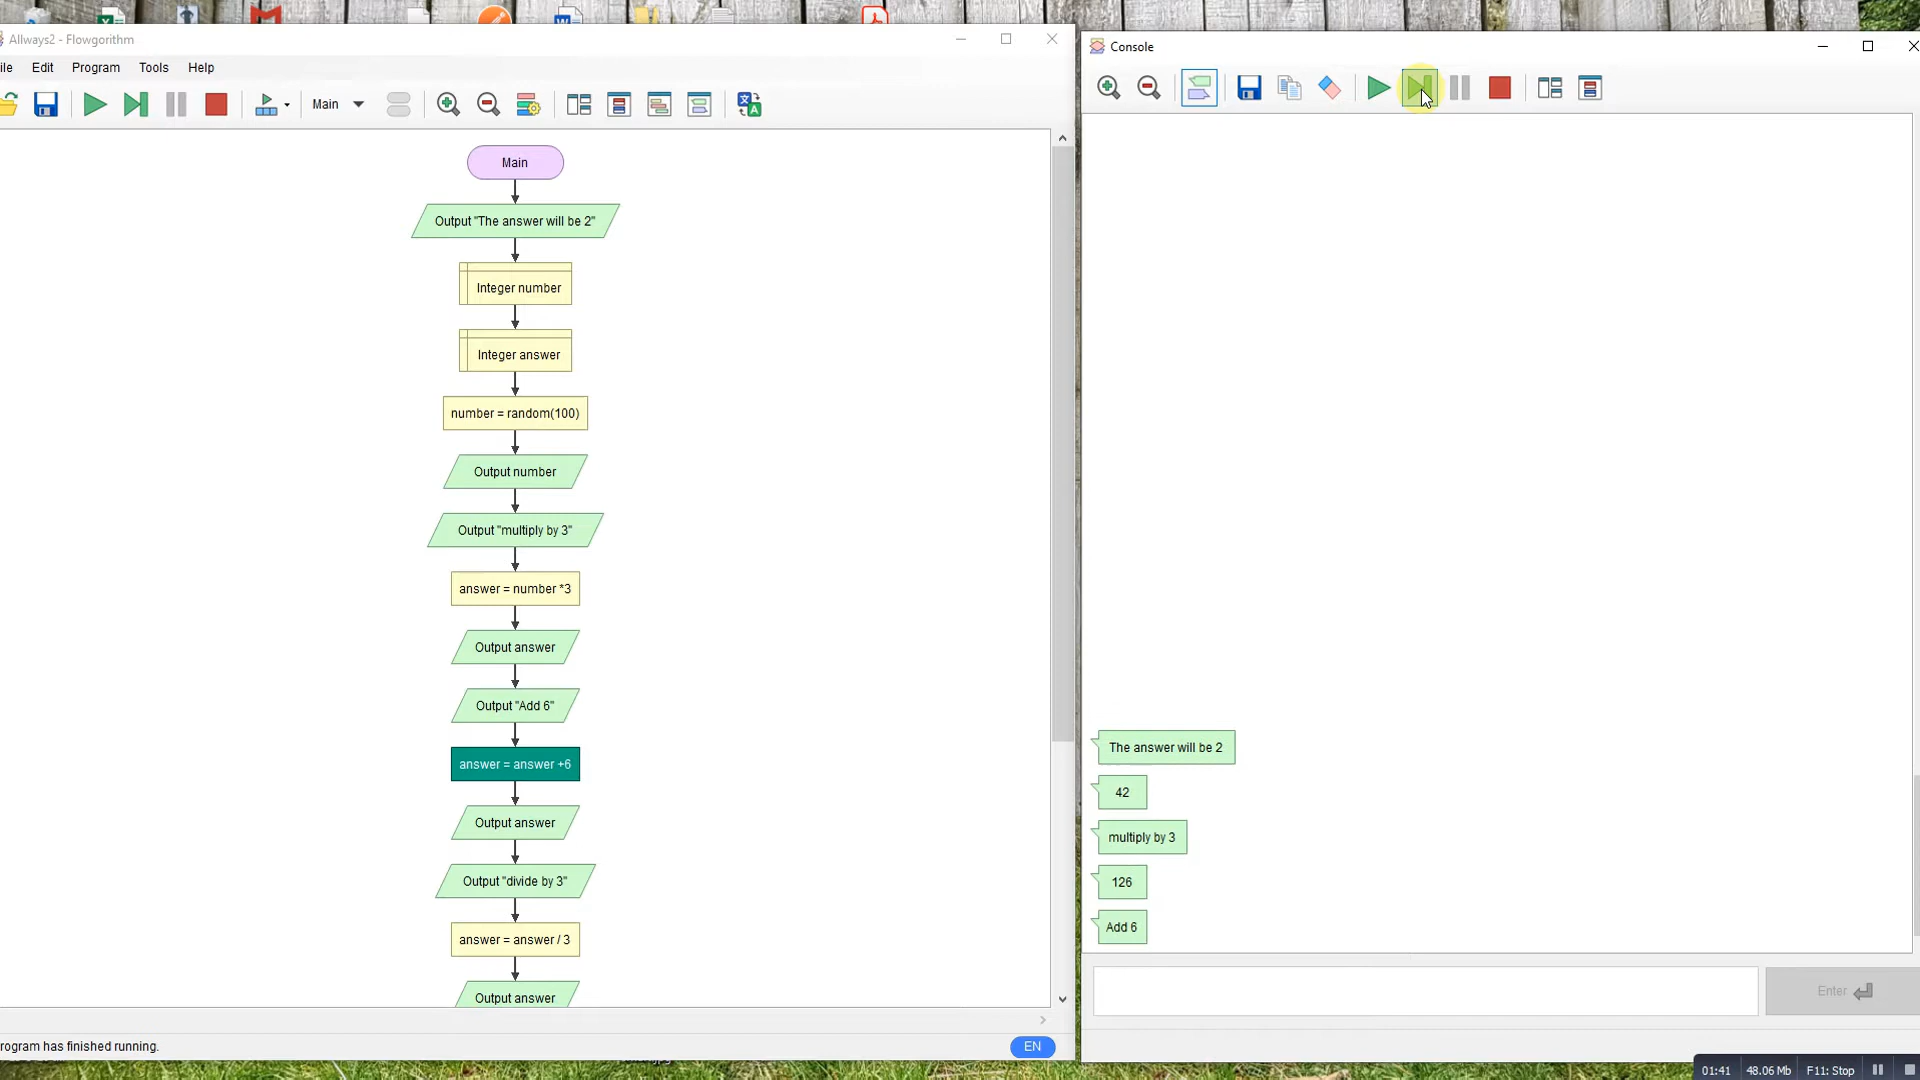 Allways2 - Flowgorithm
ile Edit Program Tools Help
Main
Main
Output "The answer will be 2"
Integer number
Integer answer
number = random(100)
Output number
Output "multiply by 3"
answer = number *3
Output answer
Output "Add 6"
answer = answer +6
Output answer
Output "divide by 3"
answer = answer / 3
Output answer
rogram has finished running.
EN
Console
The answer will be 2
42
multiply by 3
126
Add 6
Enter
01:41 48.06 Mb F11: Stop